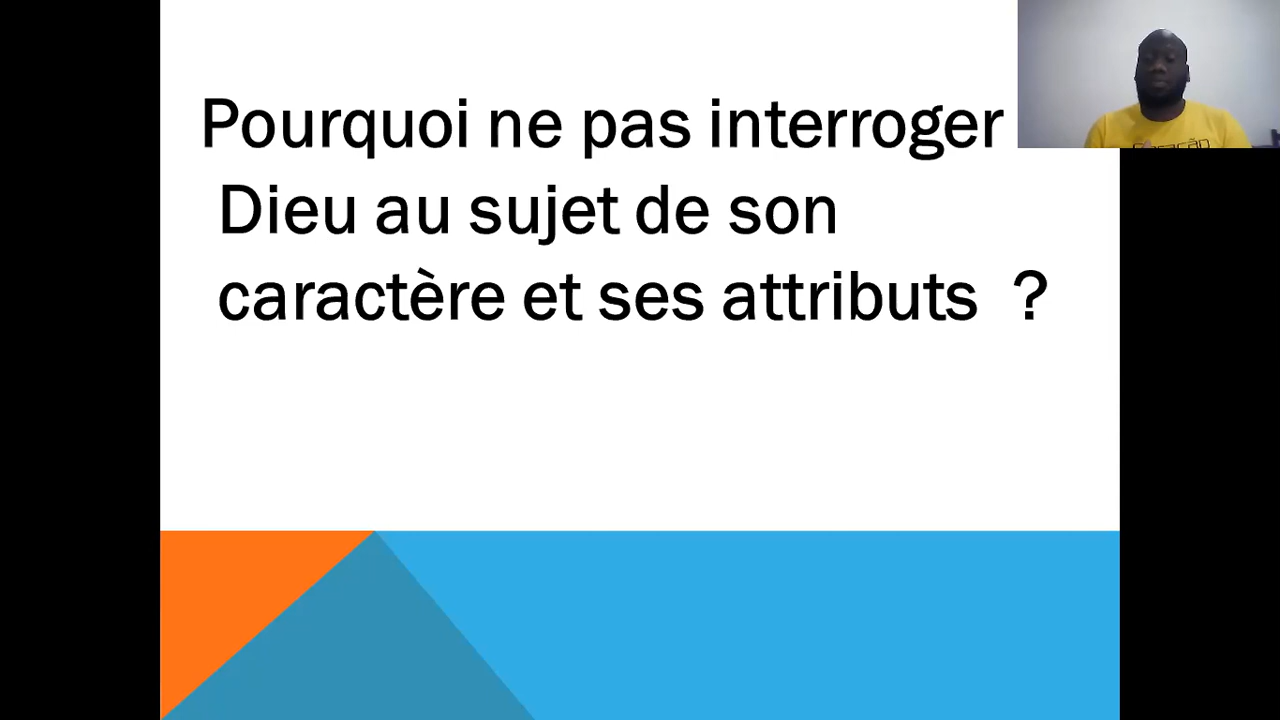 Pourquoi ne pas interroger
Dieu au sujet de son
caractère et ses attributs ?